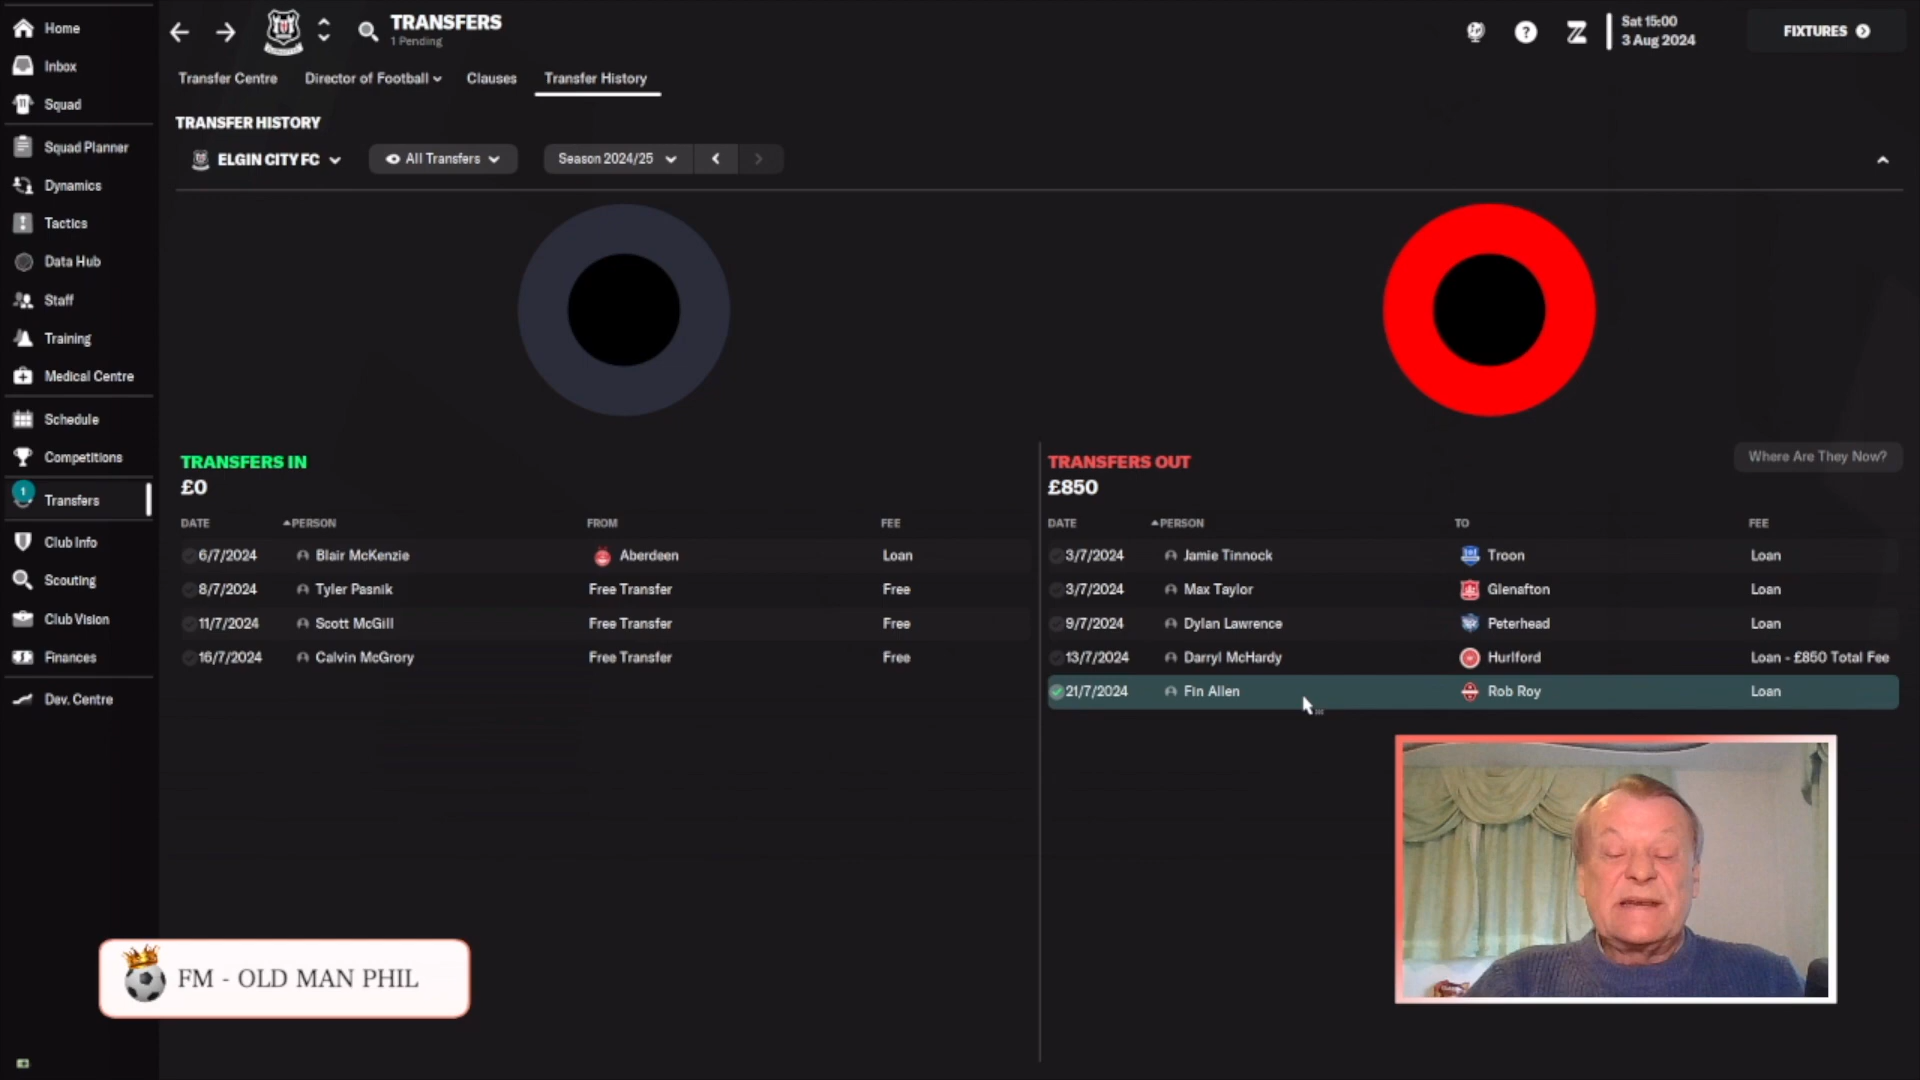 Home
Inbox
Squad
Squad Planner
Dynamics
Tactics
Data Hub
Staff
Training
Medical Centre
Schedule
Competitions
1
Transfers
Club Info
Scouting
Club Vision
Finances
Dev. Centre
TRANSFERS
1 Pending
?
Sat 15:00
3 Aug 2024
FIXTURES
Transfer Centre Director of Football Clauses Transfer History
TRANSFER HISTORY
ELGIN CITY FC All Transfers Season 2024/25
TRANSFERS IN
£0
DATE PERSON FROM FEE
6/7/2024 Blair McKenzie Aberdeen Loan
8/7/2024 Tyler Pasnik Free Transfer Free
11/7/2024 Scott McGill Free Transfer Free
16/7/2024 Calvin McGrory Free Transfer Free
TRANSFERS OUT
£850
Where Are They Now?
DATE PERSON TO FEE
3/7/2024 Jamie Tinnock Troon Loan
3/7/2024 Max Taylor Glenafton Loan
9/7/2024 Dylan Lawrence Peterhead Loan
13/7/2024 Darryl McHardy Hurlford Loan - £850 Total Fee
21/7/2024 Fin Allen Rob Roy Loan
FM - OLD MAN PHIL